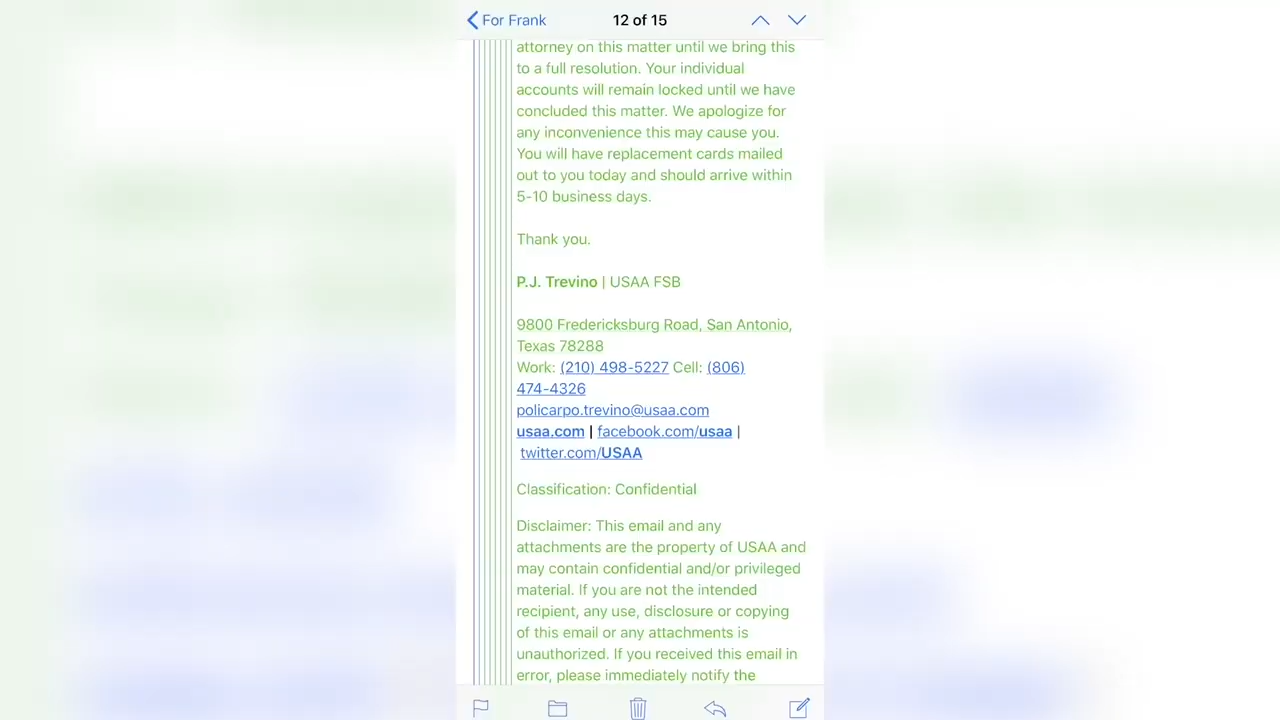 For Frank
12 of 15
attorney on this matter until we bring this
to a full resolution. Your individual
accounts will remain locked until we have
concluded this matter. We apologize for
any inconvenience this may cause you.
You will have replacement cards mailed
out to you today and should arrive within
5-10 business days.
Thank you.
P.J. Trevino | USAA FSB
9800 Fredericksburg Road, San Antonio,
Texas 78288
Work: (210) 498-5227 Cell: (806)
474-4326
policarpo.trevino@usaa.com
usaa.com | facebook.com/usaa |
twitter.com/USAA
Classification: Confidential
Disclaimer: This email and any
attachments are the property of USAA and
may contain confidential and/or privileged
material. If you are not the intended
recipient, any use, disclosure or copying
of this email or any attachments is
unauthorized. If you received this email in
error, please immediately notify the